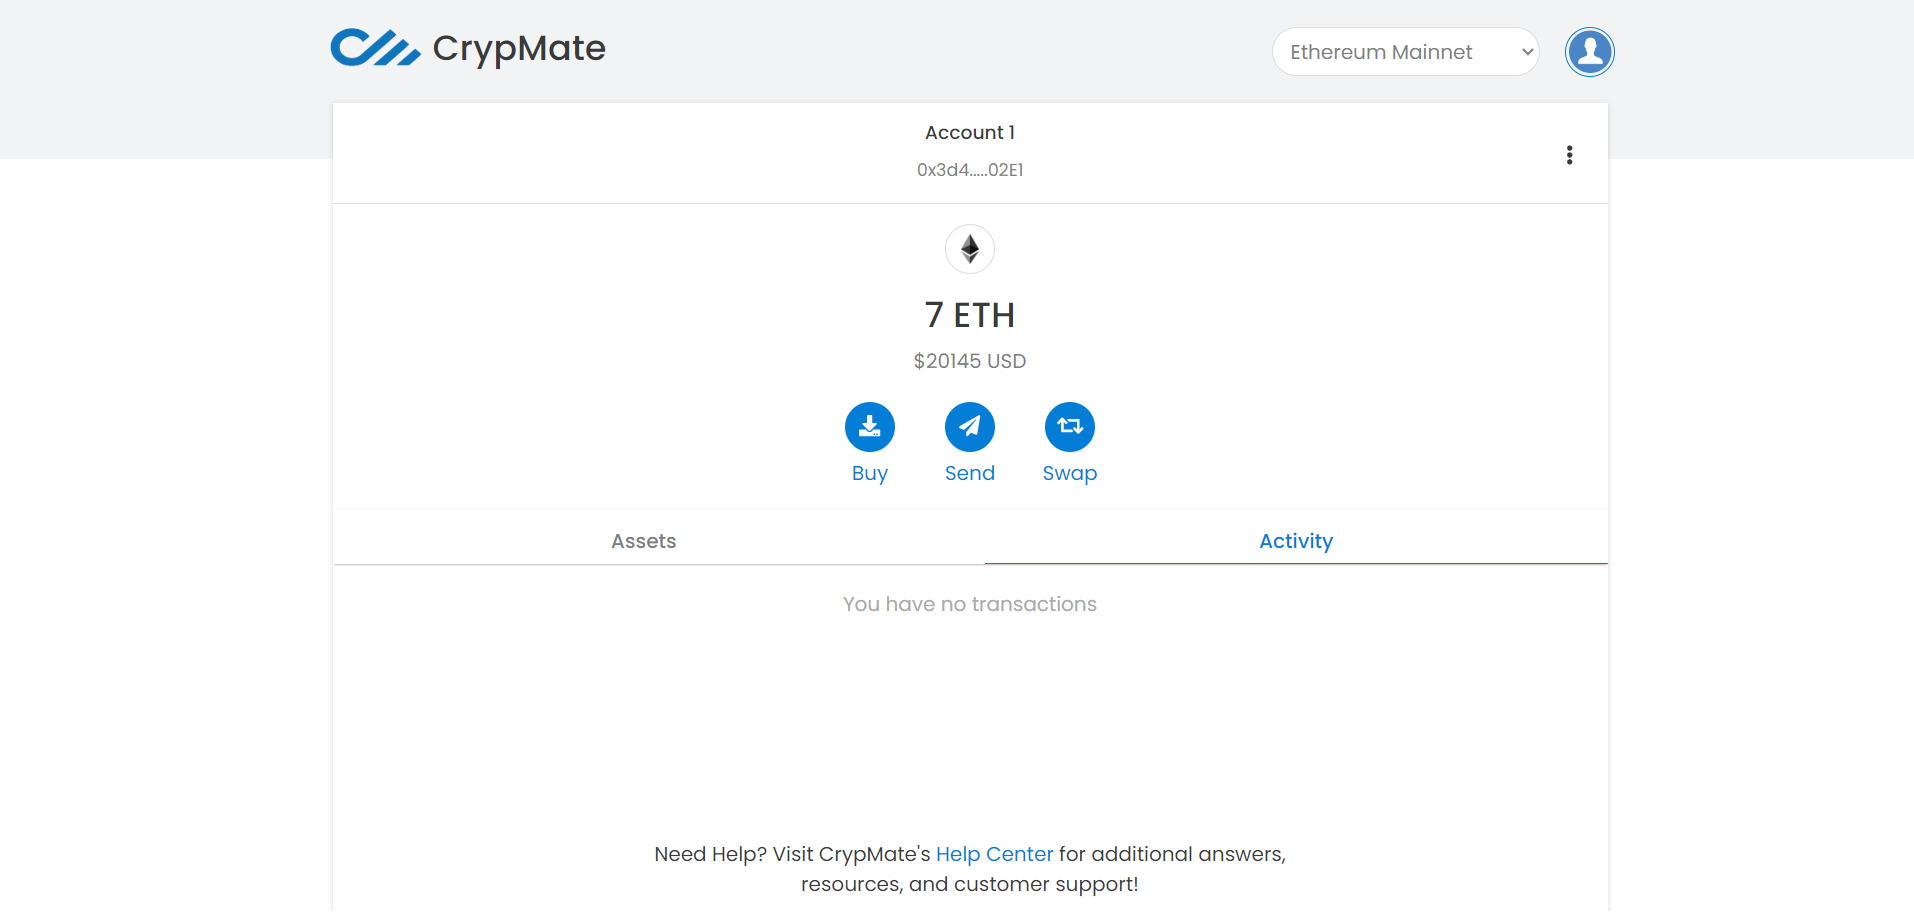 CrypMate
Ethereum Mainnet
Account 1
0x3d4.....02E1
7 ETH
$20145 USD
Buy
Send
Swap
Assets
Activity
You have no transactions
Need Help? Visit CrypMate's Help Center for additional answers,
resources, and customer support!